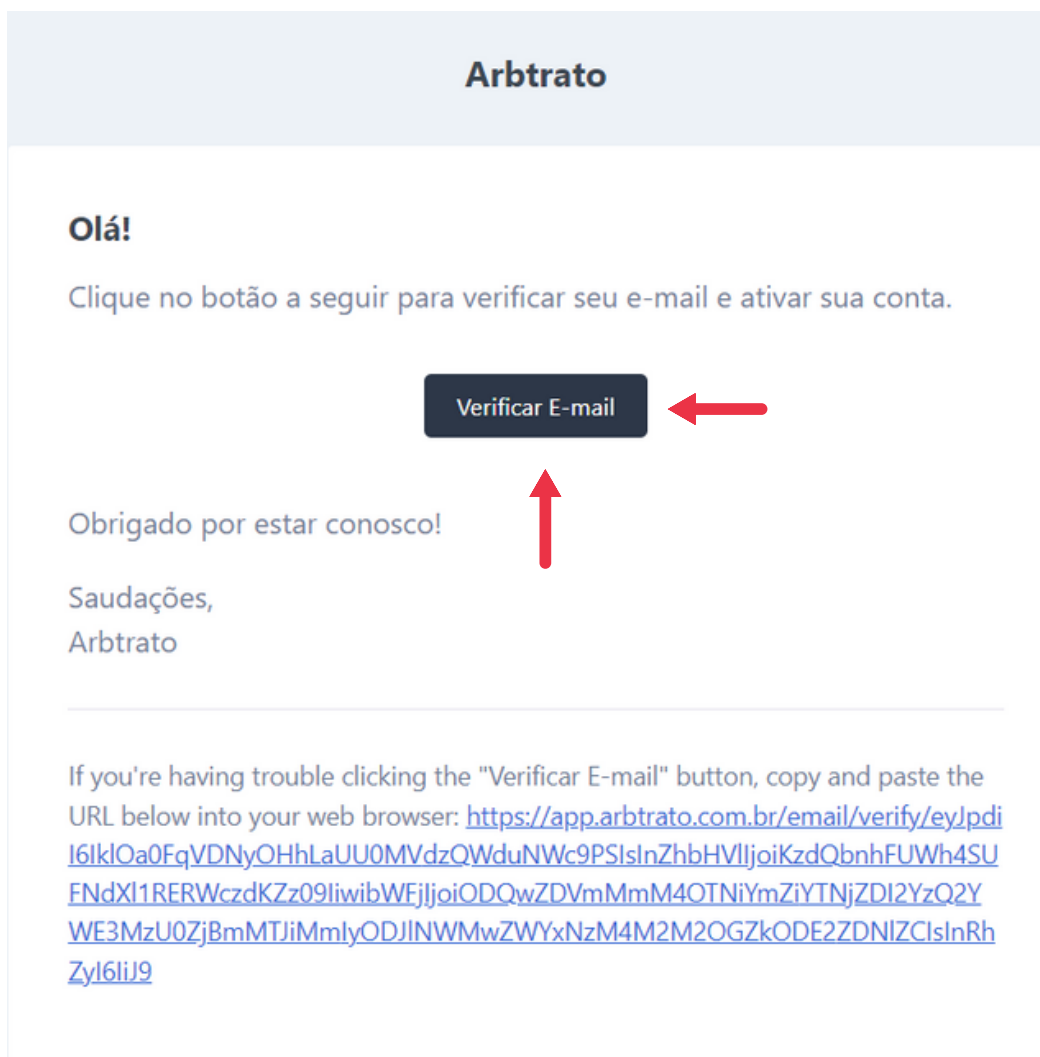 Arbtrato
Olá!
Clique no botão a seguir para verificar seu e-mail e ativar sua conta.
Verificar E-mail
Obrigado por estar conosco!
Saudações,
Arbtrato
If you're having trouble clicking the "Verificar E-mail" button, copy and paste the
URL below into your web browser: https://app.arbtrato.com.br/email/verify/eyJpdi
I6IklOa0FqVDNyOHhLaUU0MVdzQWduNWc9PSIsInZhbHVlIjoiKzdQbnhFUWh4SU
FNdXl1RERWczdKZz09IiwibWFjIjoiODQwZDVmMmM4OTNiYmZiYTNjZDI2YzQ2Y
WE3MzU0ZjBmMTJiMmIyODJlNWMwZWYxNzM4M2M2OGZkODE2ZDNlZCIsInRh
ZyI6IiJ9